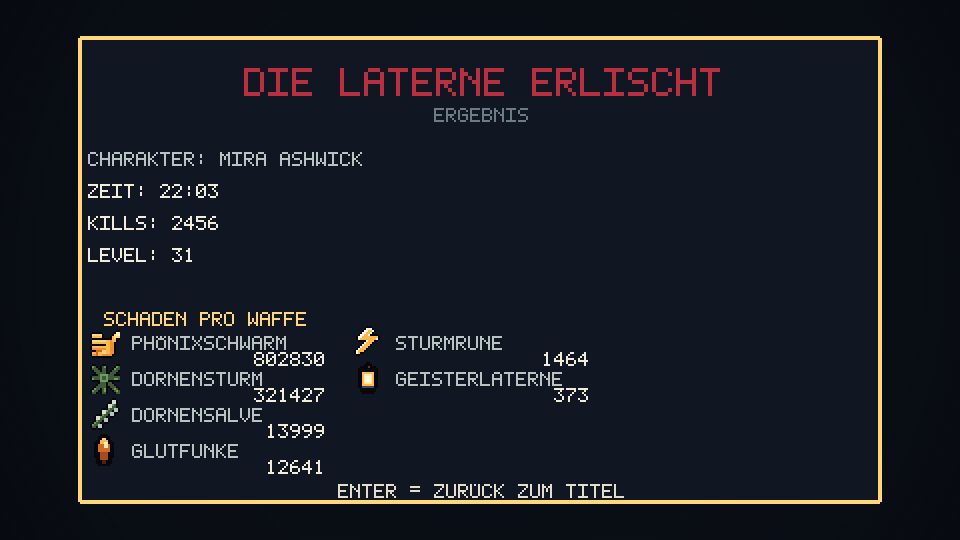 DIE LATERNE ERLISCHT
ERGEBNIS
CHARAKTER: MIRA ASHWICK
ZEIT: 22:03
KILLS: 2456
LEVEL: 31
SCHADEN PRO WAFFE
PHÖNIXSCHWARM
802830
DORNENSTURM
321427
DORNENSALVE
13999
GLUTFUNKE
12641
STURMRUNE
1464
GEISTERLATERNE
373
ENTER = ZURÜCK ZUM TITEL